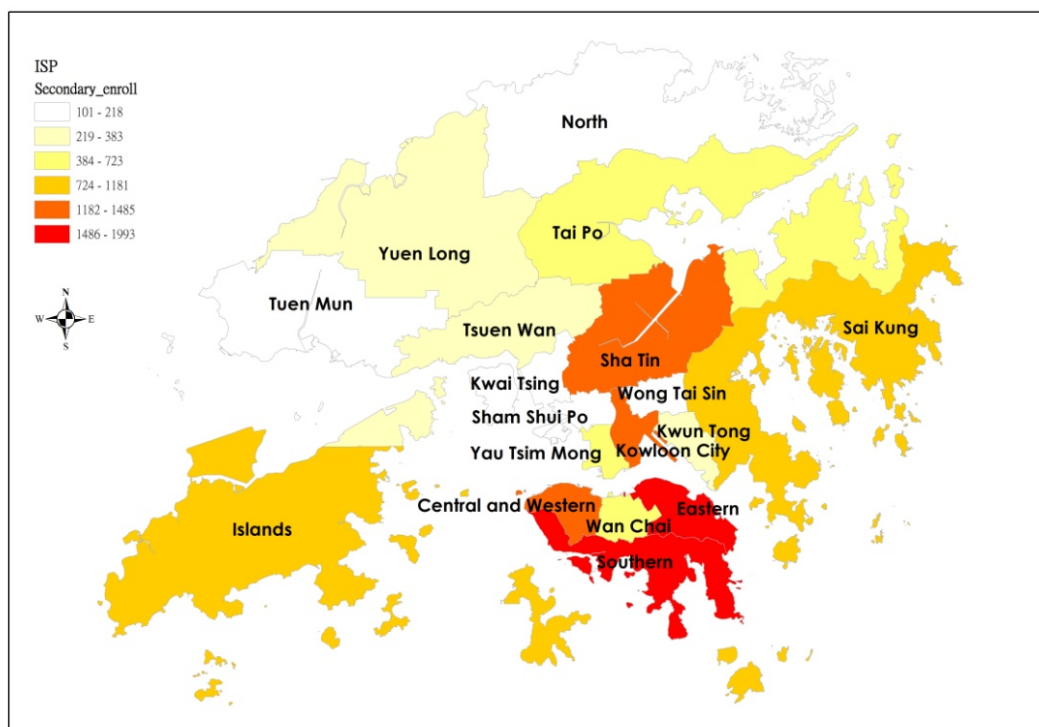 ISP
Secondary_enroll
101 - 218
219 - 383
384 - 723
724 - 1181
1182 - 1485
1486 - 1993
N
W E
S
North
Tai Po
Yuen Long
Tuen Mun
Tsuen Wan
Sai Kung
Sha Tin
Kwai Tsing
Wong Tai Sin
Sham Shui Po
Kwun Tong
Yau Tsim Mong
Kowloon City
Central and Western
Eastern
Wan Chai
Islands
Southern